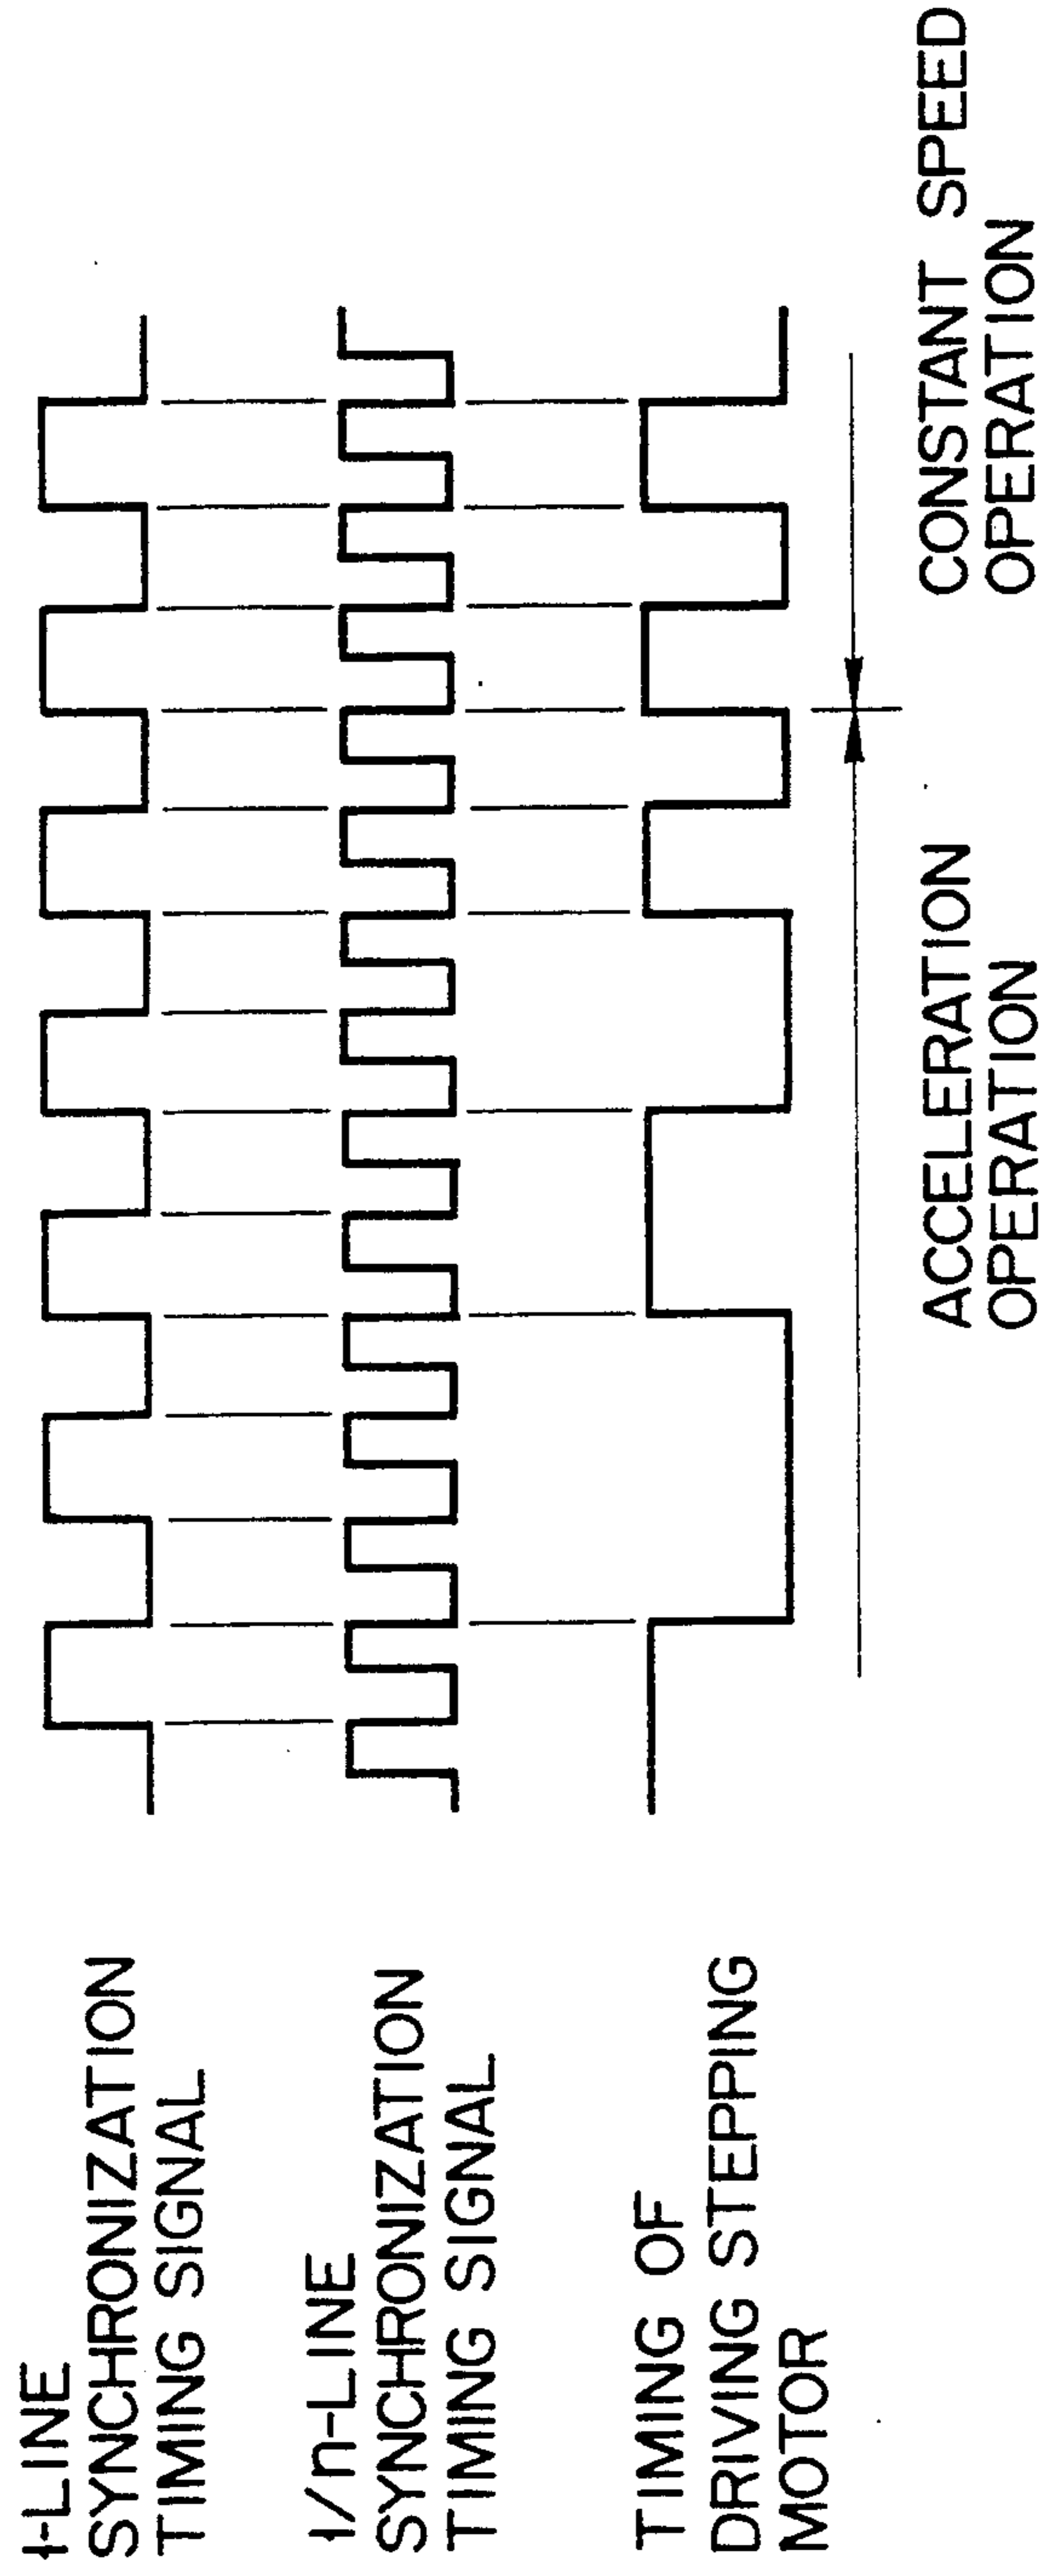 1-LINE
SYNCHRONIZATION
TIMING SIGNAL
1/n-LINE
SYNCHRONIZATION
TIMING SIGNAL
TIMING OF
DRIVING STEPPING
MOTOR
ACCELERATION
OPERATION
CONSTANT SPEED
OPERATION